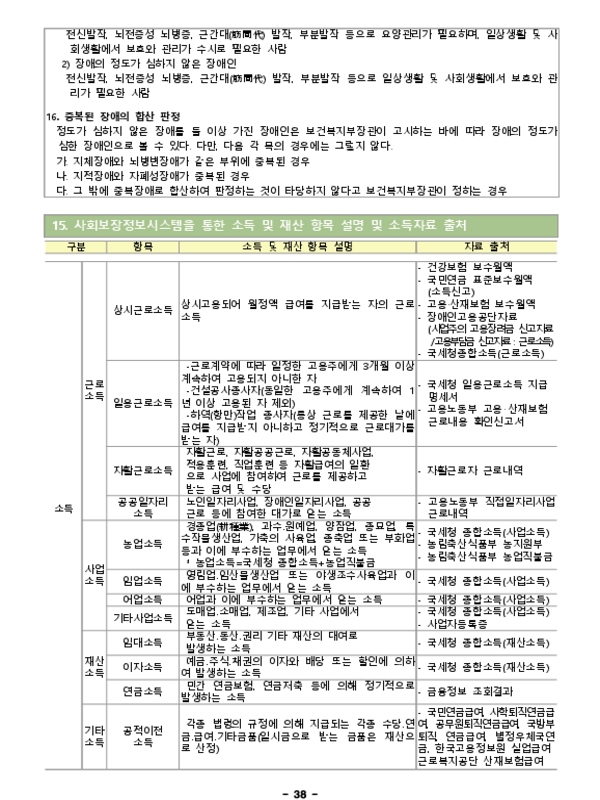 전신발작, 뇌전증성 뇌병증, 근간대(筋間代) 발작, 부분발작 등으로 요양관리가 필요하며, 일상생활 및 사
회생활에서 보호와 관리가 수시로 필요한 사람
2) 장애의 정도가 심하지 않은 장애인
전신발작, 뇌전증성 뇌병증, 근간대(筋間代) 발작, 부분발작 등으로 일상생활 및 사회생활에서 보호와 관
리가 필요한 사람
16. 중복된 장애의 합산 판정
정도가 심하지 않은 장애를 둘 이상 가진 장애인은 보건복지부장관이 고시하는 바에 따라 장애의 정도가
심한 장애인으로 볼 수 있다. 다만, 다음 각 목의 경우에는 그렇지 않다.
가. 지체장애와 뇌병변장애가 같은 부위에 중복된 경우
나. 지적장애와 자폐성장애가 중복된 경우
다. 그 밖에 중복장애로 합산하여 판정하는 것이 타당하지 않다고 보건복지부장관이 정하는 경우
15. 사회보장정보시스템을 통한 소득 및 재산 항목 설명 및 소득자료 출처
구분 항목 소득 및 재산 항목 설명 자료 출처
소득
근로
소득
상시근로소득
상시고용되어 월정액 급여를 지급받는 자의 근로
소득
- 건강보험 보수월액
- 국민연금 표준보수월액
(소득신고)
- 고용·산재보험 보수월액
- 장애인고용공단자료
(사업주의 고용장려금 신고자료
/고용부담금 신고자료 : 근로소득)
- 국세청종합소득(근로소득)
일용근로소득
-근로계약에 따라 일정한 고용주에게 3개월 이상
계속하여 고용되지 아니한 자
-건설공사종사자(동일한 고용주에게 계속하여 1
년 이상 고용된 자 제외)
-하역(항만)작업 종사자(통상 근로를 제공한 날에
급여를 지급받지 아니하고 정기적으로 근로대가를
받는 자)
- 국세청 일용근로소득 지급
명세서
- 고용노동부 고용·산재보험
근로내용 확인신고서
자활근로소득
자활근로, 자활공공근로, 자활공동체사업,
적응훈련, 직업훈련 등 자활급여의 일환
으로 사업에 참여하여 근로를 제공하고
받는 급여 및 수당
- 자활근로자 근로내역
공공일자리
소득
노인일자리사업, 장애인일자리사업, 공공
근로 등에 참여한 대가로 얻는 소득
- 고용노동부 직접일자리사업
근로내역
사업
소득
농업소득
경종업(耕種業), 과수.원예업, 양잠업, 종묘업, 특
수작물생산업, 가축의 사육업, 종축업 또는 부화업
등과 이에 부수하는 업무에서 얻는 소득
* 농업소득=국세청 종합소득+농업직불금
- 국세청 종합소득(사업소득)
- 농림축산식품부 농지원부
- 농림축산식품부 농업직불금
임업소득
영림업.임산물생산업 또는 야생조수사육업과 이
에 부수하는 업무에서 얻는 소득
- 국세청 종합소득(사업소득)
어업소득
어업과 이에 부수하는 업무에서 얻는 소득
- 국세청 종합소득(사업소득)
기타사업소득
도매업.소매업, 제조업, 기타 사업에서
얻는 소득
- 국세청 종합소득(사업소득)
- 사업자등록증
재산
소득
임대소득
부동산.동산.권리 기타 재산의 대여로
발생하는 소득
- 국세청 종합소득(재산소득)
이자소득
예금.주식.채권의 이자와 배당 또는 할인에 의하
여 발생하는 소득
- 국세청 종합소득(재산소득)
연금소득
민간 연금보험, 연금저축 등에 의해 정기적으로
발생하는 소득
- 금융정보 조회결과
기타
소득
공적이전
소득
각종 법령의 규정에 의해 지급되는 각종 수당.연
금.급여.기타금품(일시금으로 받는 금품은 재산으
로 산정)
- 국민연금급여, 사학퇴직연금급
여, 공무원퇴직연금급여, 국방부
퇴직 연금급여, 별정우체국연
금, 한국고용정보원 실업급여,
근로복지공단 산재보험급여
- 38 -